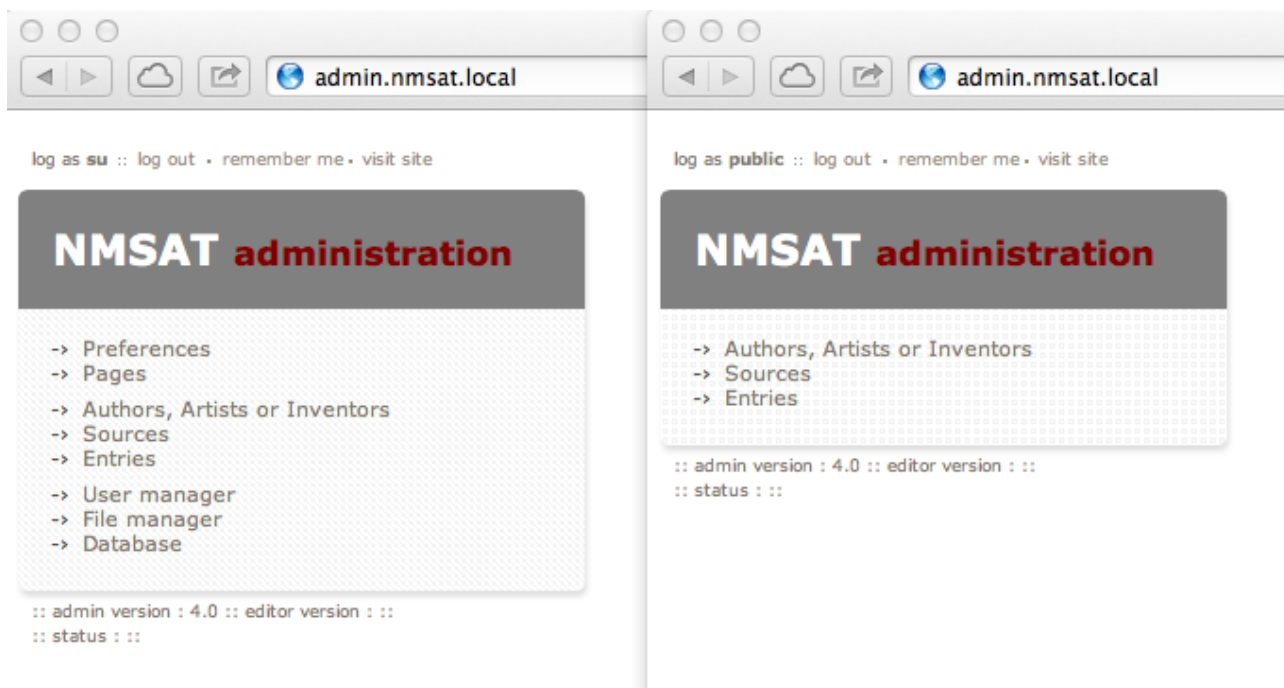 admin.nmsat.local
log as su :: log out • remember me • visit site
NMSAT administration
-> Preferences
-> Pages
-> Authors, Artists or Inventors
-> Sources
-> Entries
-> User manager
-> File manager
-> Database
:: admin version : 4.0 :: editor version : ::
:: status : ::
admin.nmsat.local
log as public :: log out • remember me • visit site
NMSAT administration
-> Authors, Artists or Inventors
-> Sources
-> Entries
:: admin version : 4.0 :: editor version : ::
:: status : ::